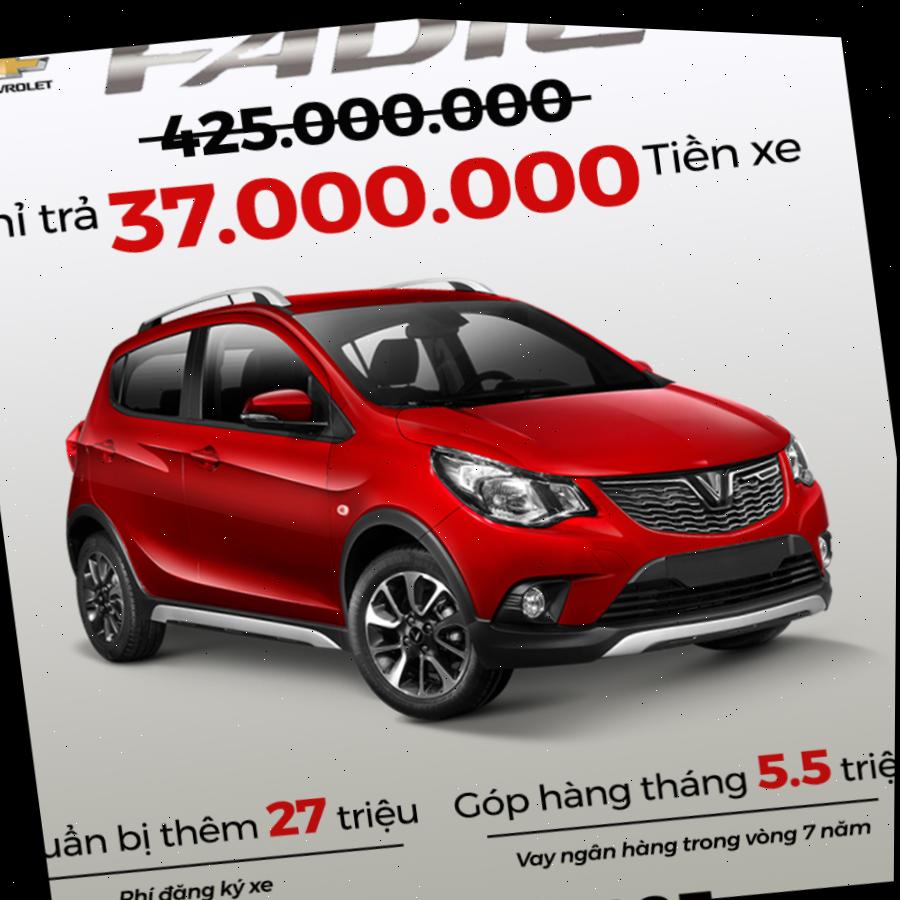 FADIL
425.000.000
trả 37.000.000 Tiền xe
bị thêm 27 triệu
Góp hàng tháng 5.5
Vay ngân hàng trong vòng 7 năm
Phí đăng ký xe